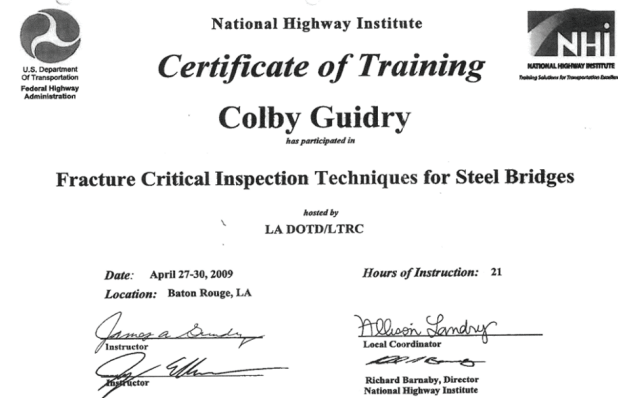 National Highway Institute
Certificate of Training
Colby Guidry
has participated in
Fracture Critical Inspection Techniques for Steel Bridges
hosted by
LA DOTD/LTRC
U.S. Department
Of Transportation
Federal Highway
Administration
NHi
NATIONAL HIGHWAY INSTITUTE
Training Solutions for Transportation Excellen
Date: April 27-30, 2009
Location: Baton Rouge, LA
Hours of Instruction: 21
James A.
Instructor
Instructor
Allison Landry
Local Coordinator
Richard Barnaby, Director
National Highway Institute